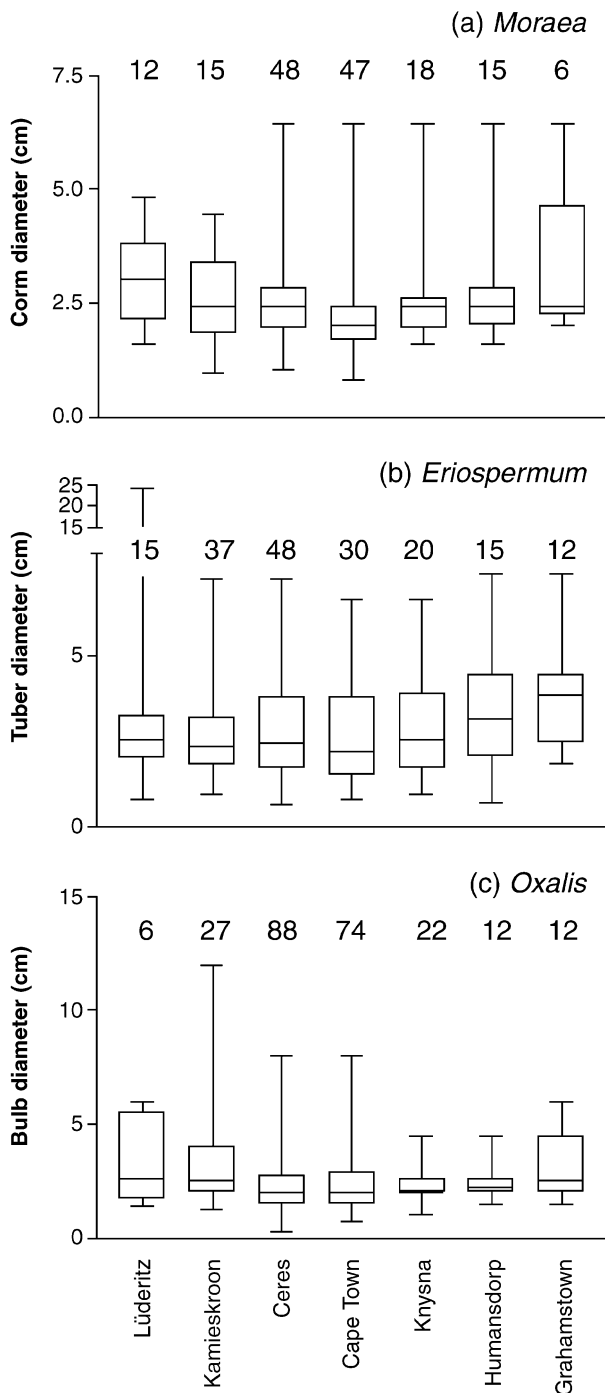 (a) Moraea
12 15 48 47 18 15 6
7.5
5.0
2.5
0.0
Corm diameter (cm)
(b) Eriospermum
25
20
15
15 37 48 30 20 15 12
5
0
Tuber diameter (cm)
(c) Oxalis
15
6 27 88 74 22 12 12
10
5
0
Bulb diameter (cm)
Lüderitz
Kamieskroon
Ceres
Cape Town
Knysna
Humansdorp
Grahamstown